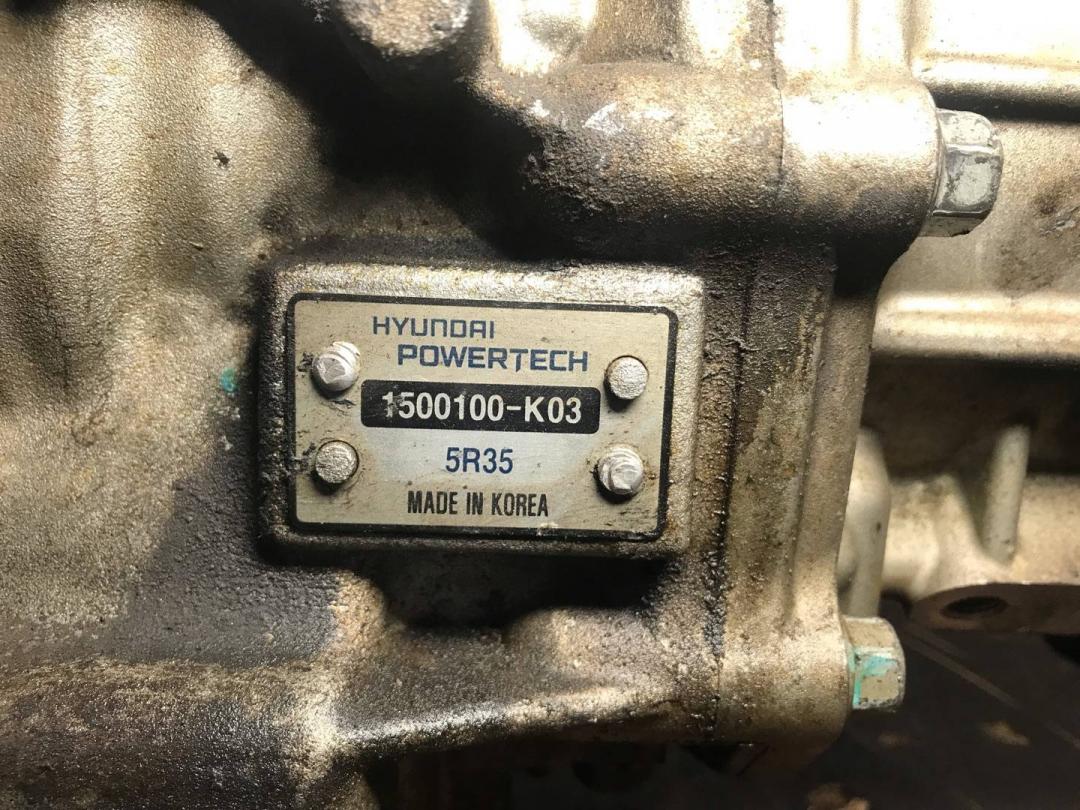 HYUNDAI
POWERTECH
1500100-K03
5R35
MADE IN KOREA